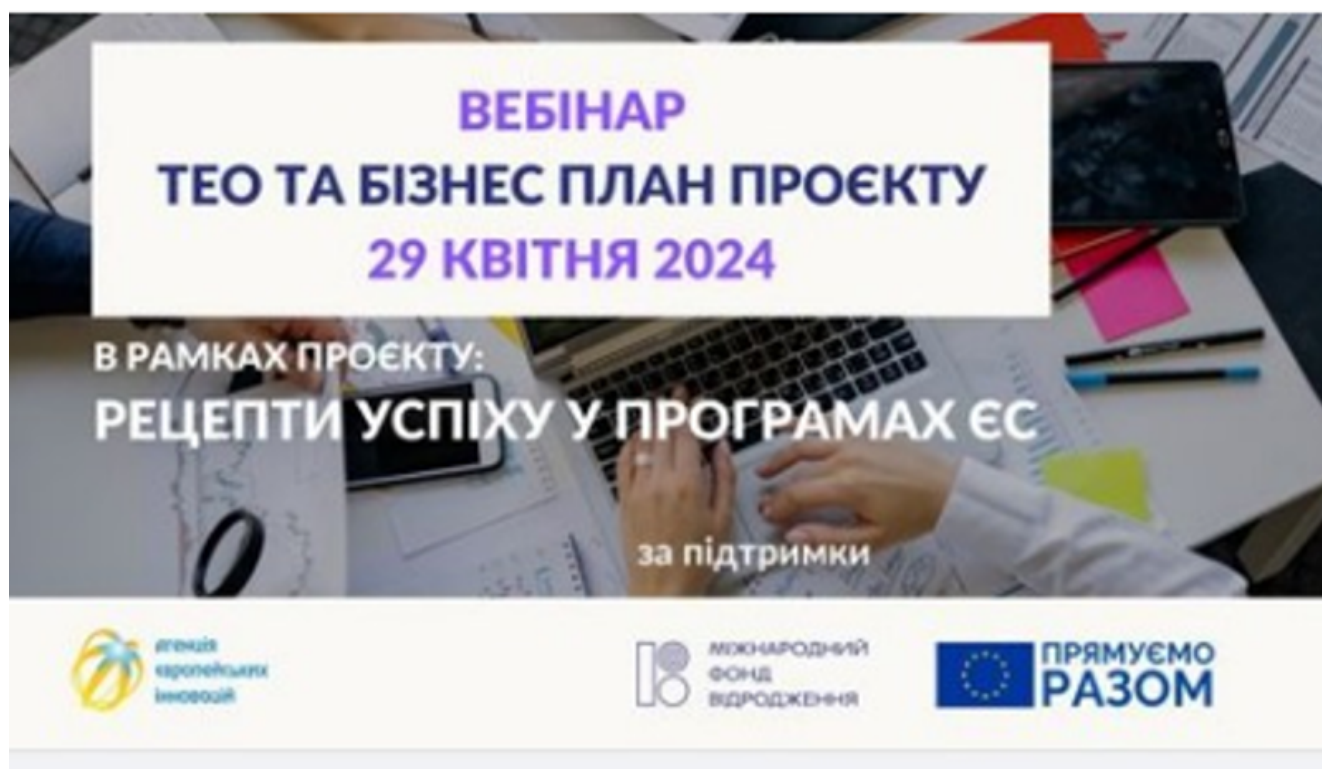 ВЕБІНАР
ТЕО ТА БІЗНЕС ПЛАН ПРОЄКТУ
29 КВІТНЯ 2024
В РАМКАХ ПРОЄКТУ:
РЕЦЕПТИ УСПІХУ У ПРОГРАМАХ ЄС
за підтримки
агенція
європейських
інновацій
МІЖНАРОДНИЙ
ФОНД
ВІДРОДЖЕННЯ
ПРЯМУЄМО
РАЗОМ